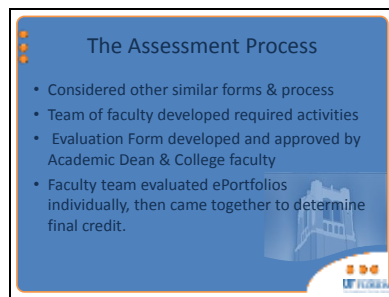 The Assessment Process
• Considered other similar forms & process
• Team of faculty developed required activities
• Evaluation Form developed and approved by
Academic Dean & College faculty
• Faculty team evaluated ePortfolios
individually, then came together to determine
final credit.
UF